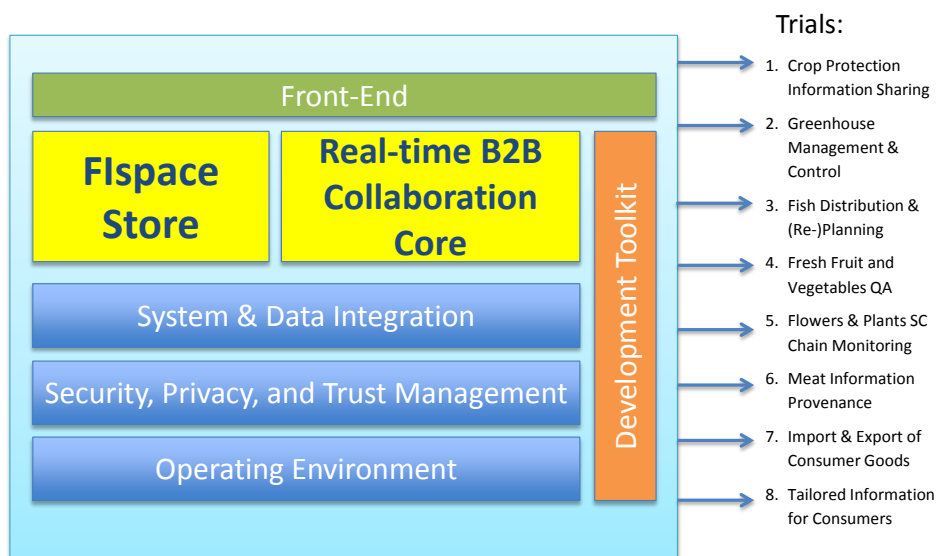 Trials:
Front-End
FIspace
Store
Real-time B2B
Collaboration
Core
Development Toolkit
System & Data Integration
Security, Privacy, and Trust Management
Operating Environment
1. Crop Protection
Information Sharing
2. Greenhouse
Management &
Control
3. Fish Distribution &
(Re-)Planning
4. Fresh Fruit and
Vegetables QA
5. Flowers & Plants SC
Chain Monitoring
6. Meat Information
Provenance
7. Import & Export of
Consumer Goods
8. Tailored Information
for Consumers